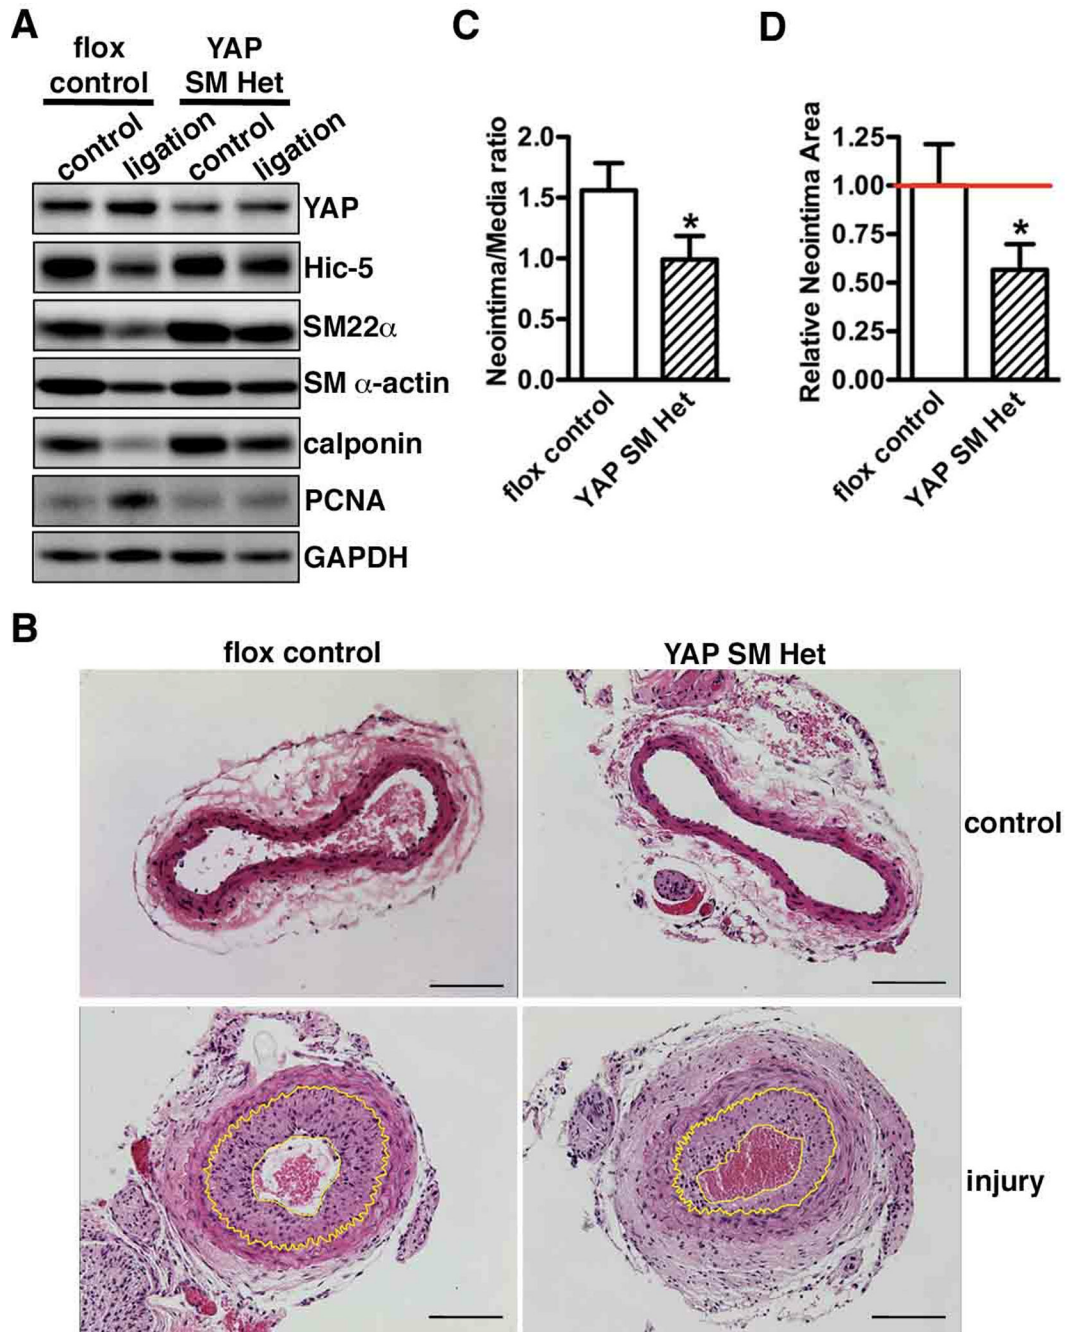 A
flox
control
YAP
SM Het
control
ligation
control
ligation
YAP
Hic-5
SM22α
SM α-actin
calponin
PCNA
GAPDH
C
Neointima/Media ratio
2.0
1.5
1.0
0.5
0.0
*
flox control
YAP SM Het
D
Relative Neointima Area
1.25
1.00
0.75
0.50
0.25
0.00
*
flox control
YAP SM Het
B
flox control
YAP SM Het
control
injury